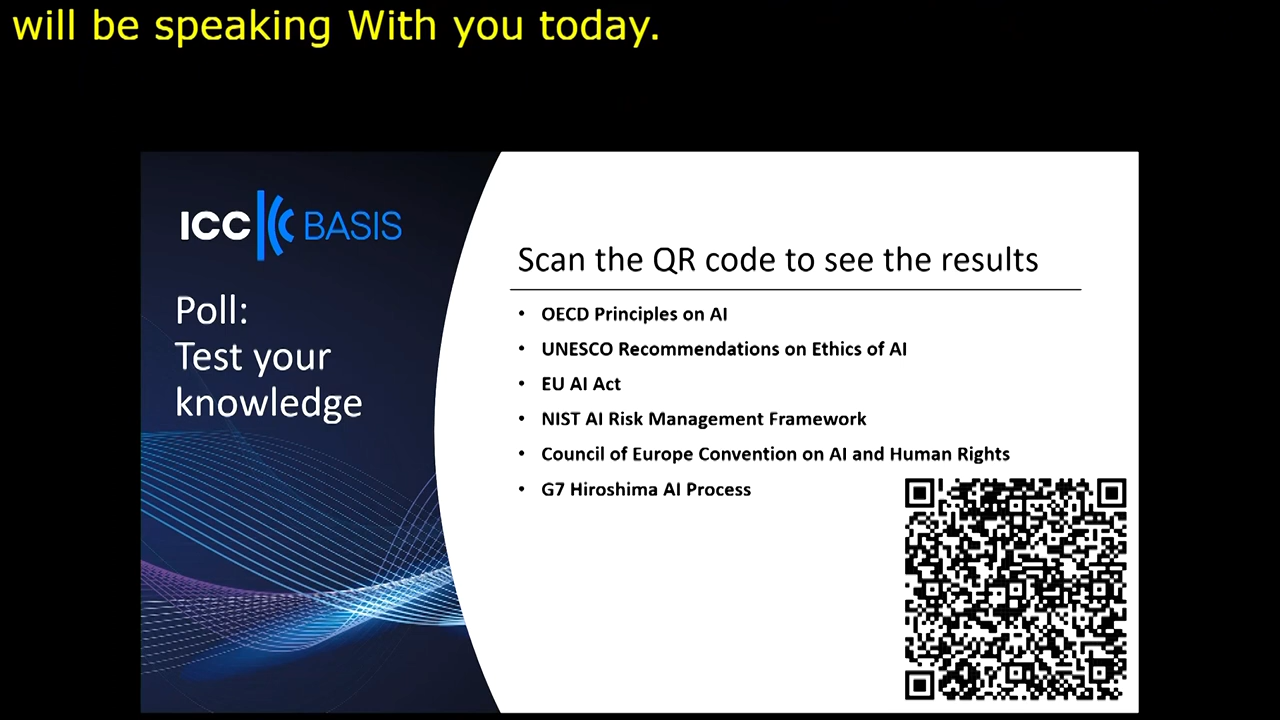 will be speaking With you today.
ICC BASIS
Poll:
Test your
knowledge
Scan the QR code to see the results
• OECD Principles on AI
• UNESCO Recommendations on Ethics of AI
• EU AI Act
• NIST AI Risk Management Framework
• Council of Europe Convention on AI and Human Rights
• G7 Hiroshima AI Process